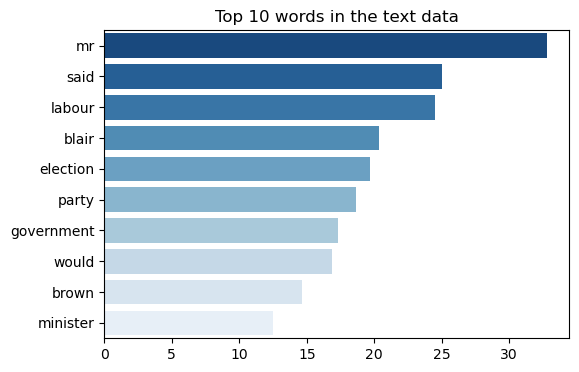 Top 10 words in the text data
mr
said
labour
blair
election
party
government
would
brown
minister
0 5 10 15 20 25 30